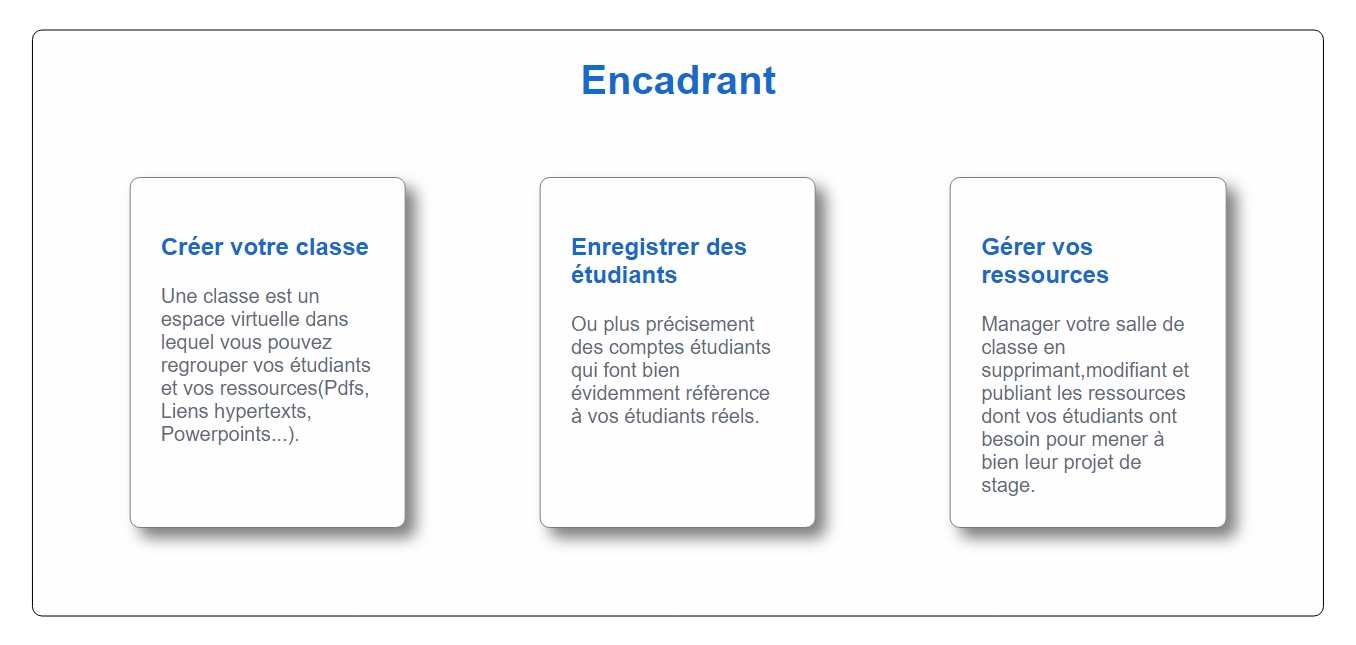 Encadrant
Créer votre classe
Une classe est un
espace virtuelle dans
lequel vous pouvez
regrouper vos étudiants
et vos ressources(Pdfs,
Liens hypertexts,
Powerpoints...).
Enregistrer des
étudiants
Ou plus précisement
des comptes étudiants
qui font bien
évidemment réfèrence
à vos étudiants réels.
Gérer vos
ressources
Manager votre salle de
classe en
supprimant,modifiant et
publiant les ressources
dont vos étudiants ont
besoin pour mener à
bien leur projet de
stage.